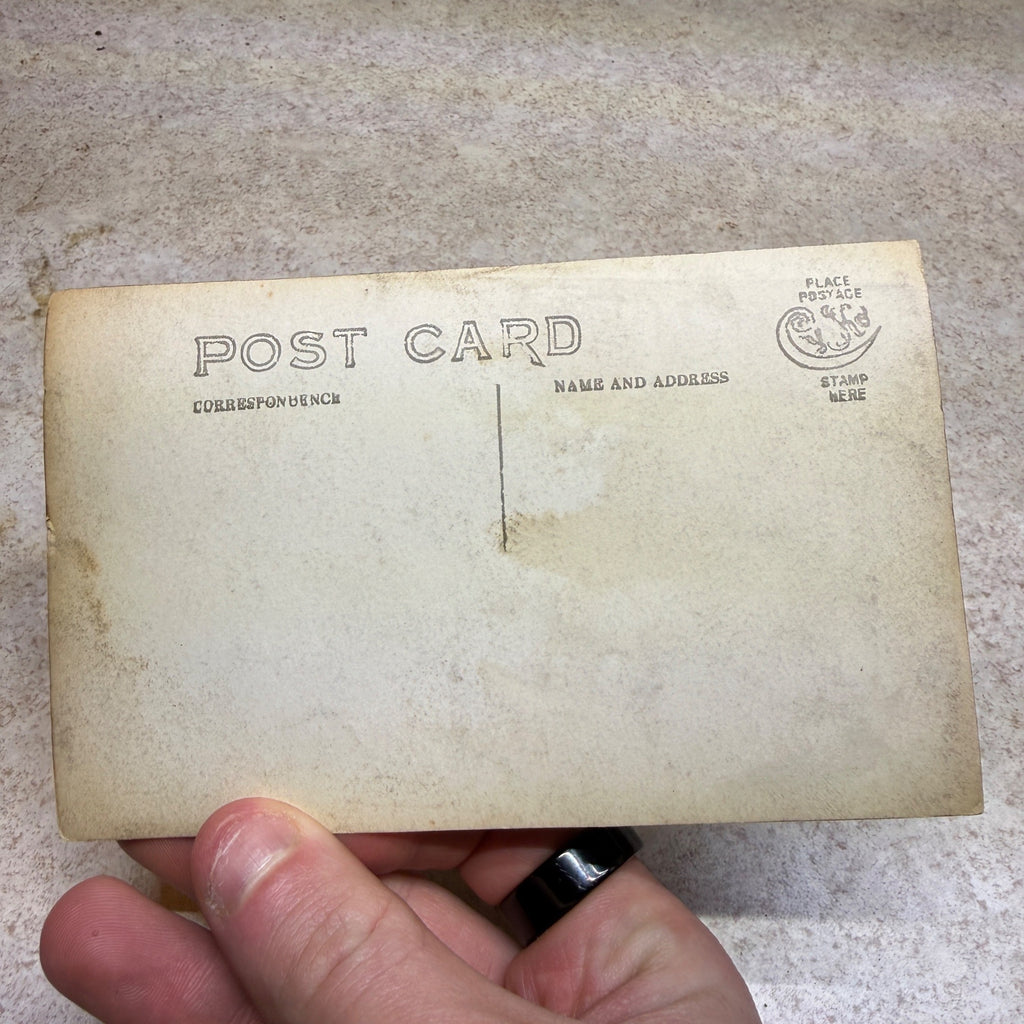 POST CARD
CORRESPONDENCE
NAME AND ADDRESS
PLACE
POSTAGE
STAMP
HERE